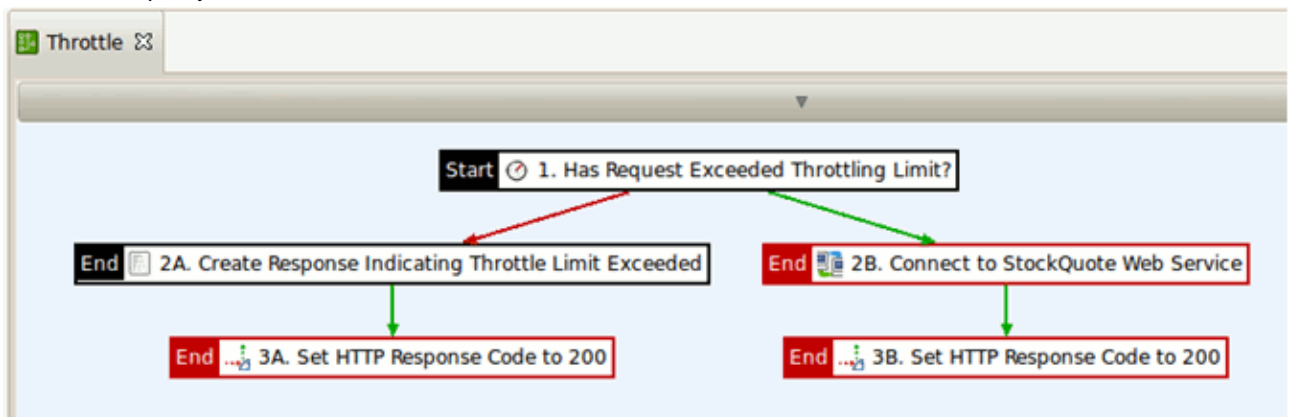 Throttle
Start 1. Has Request Exceeded Throttling Limit?
End 2A. Create Response Indicating Throttle Limit Exceeded
End 2B. Connect to StockQuote Web Service
End 3A. Set HTTP Response Code to 200
End 3B. Set HTTP Response Code to 200